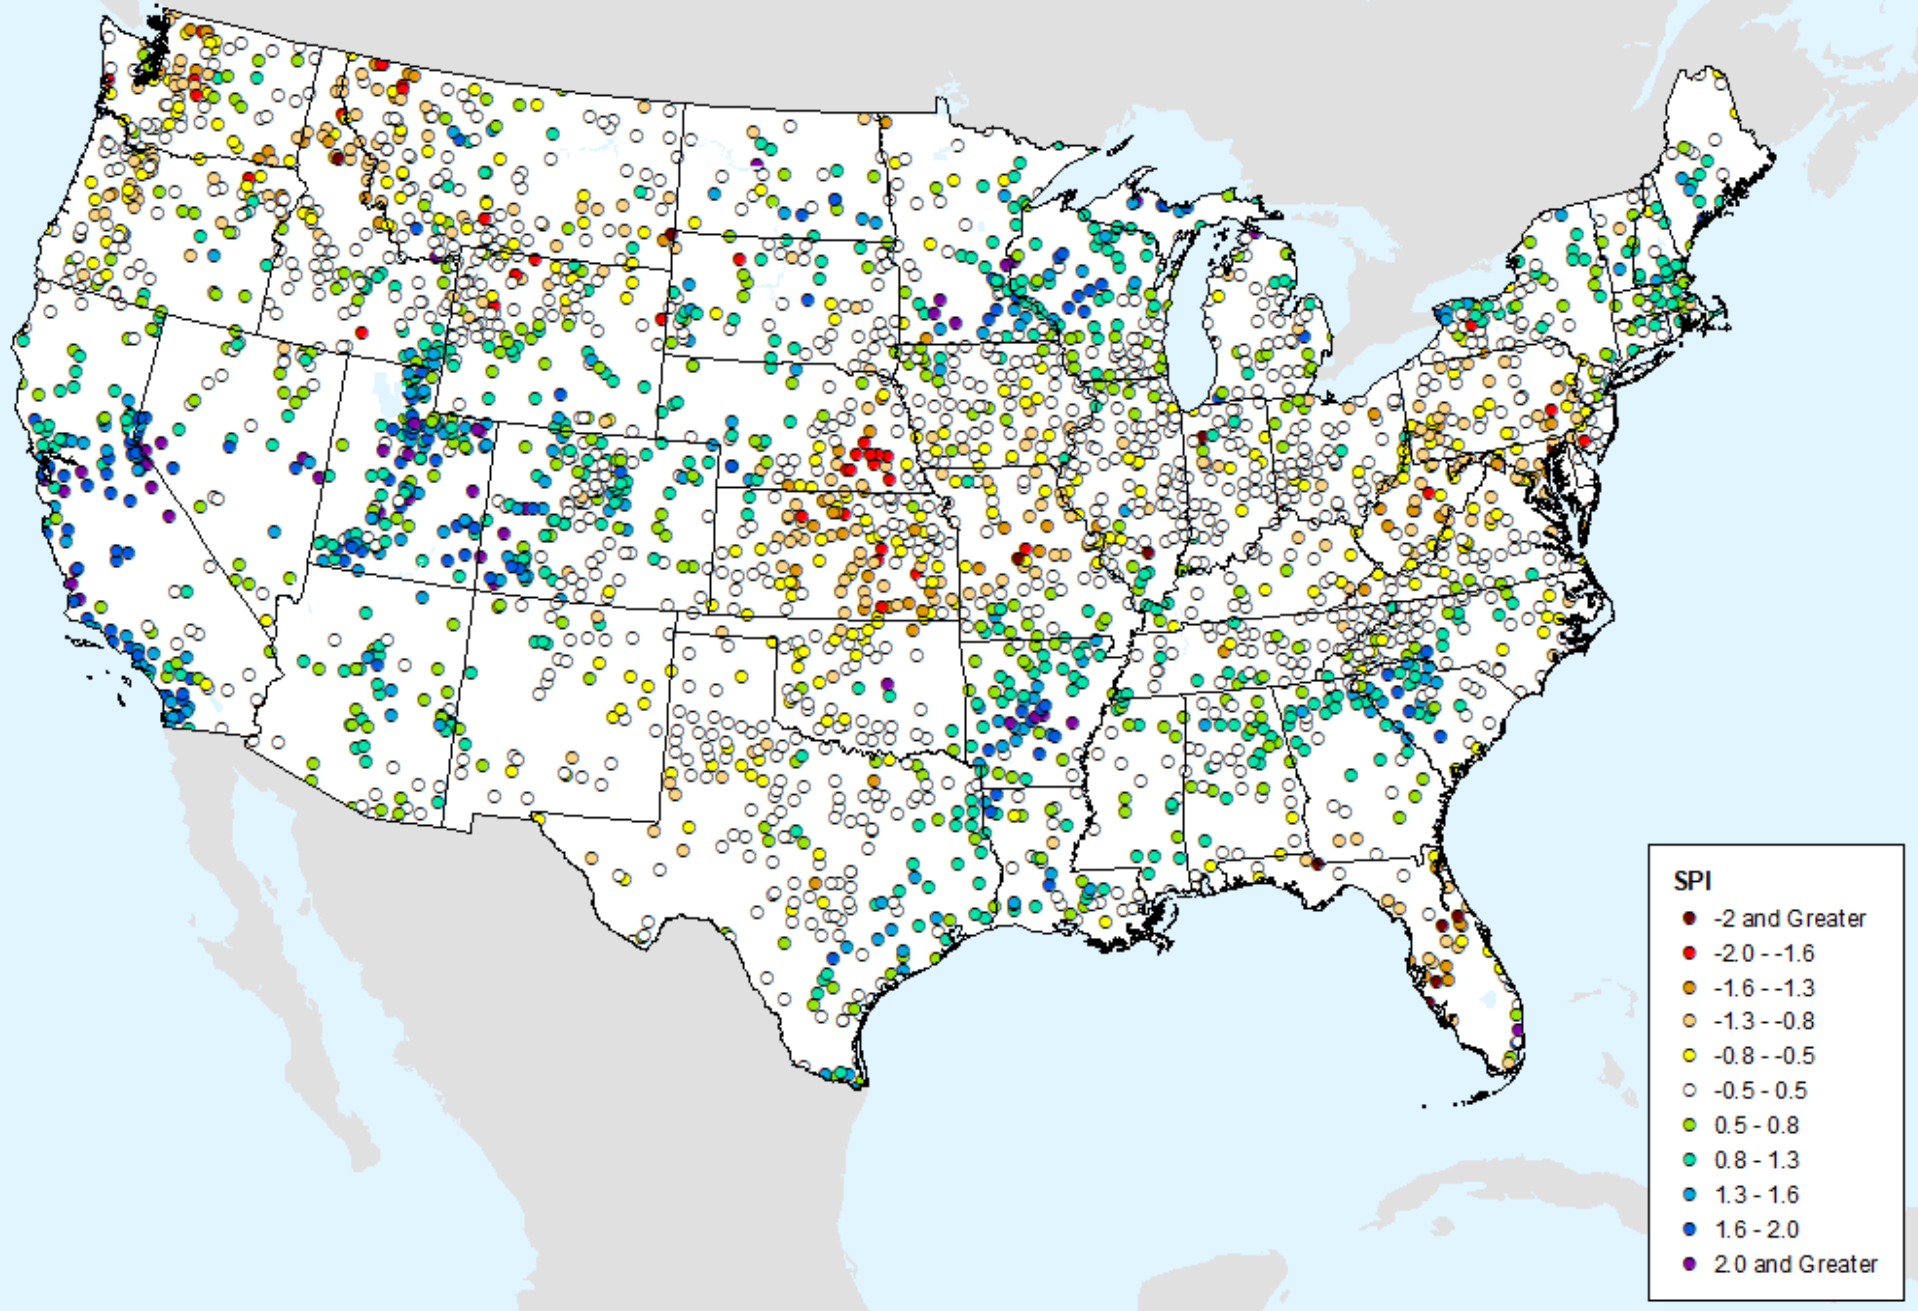 SPI
-2 and Greater
-2.0 - -1.6
-1.6 - -1.3
-1.3 - -0.8
-0.8 - -0.5
-0.5 - 0.5
0.5 - 0.8
0.8 - 1.3
1.3 - 1.6
1.6 - 2.0
2.0 and Greater